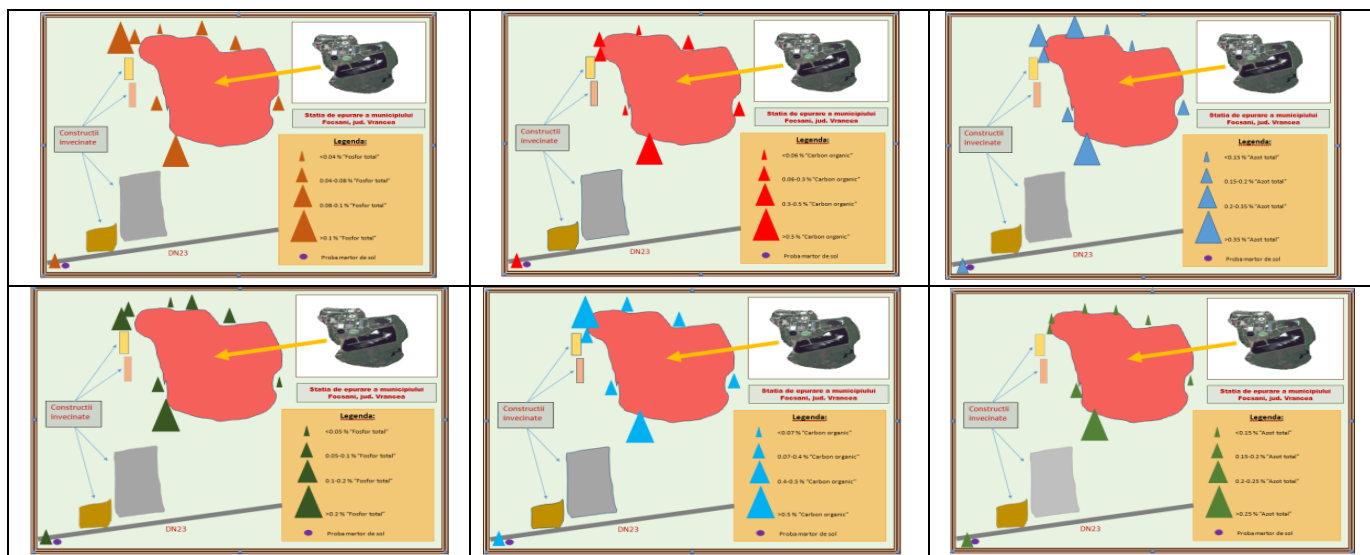 Constructii
invecinate
Statia de epurare a municipiului
Focsani, jud. Vrancea
Legenda:
<0.04 % "Fosfor total"
0.04-0.08 % "Fosfor total"
0.08-0.1 % "Fosfor total"
>0.1 % "Fosfor total"
DN23
Proba martor de sol
Constructii
invecinate
Statia de epurare a municipiului
Focsani, jud. Vrancea
Legenda:
<0.06 % "Carbon organic"
0.06-0.3 % "Carbon organic"
0.3-0.5 % "Carbon organic"
>0.5 % "Carbon organic"
DN23
Proba martor de sol
Constructii
invecinate
Statia de epurare a municipiului
Focsani, jud. Vrancea
Legenda:
<0.15 % "Azot total"
0.15-0.2 % "Azot total"
0.2-0.35 % "Azot total"
>0.35 % "Azot total"
DN23
Proba martor de sol
Constructii
invecinate
Statia de epurare a municipiului
Focsani, jud. Vrancea
Legenda:
<0.05 % "Fosfor total"
0.05-0.1 % "Fosfor total"
0.1-0.2 % "Fosfor total"
>0.2 % "Fosfor total"
DN23
Proba martor de sol
Constructii
invecinate
Statia de epurare a municipiului
Focsani, jud. Vrancea
Legenda:
<0.07 % "Carbon organic"
0.07-0.4 % "Carbon organic"
0.4-0.5 % "Carbon organic"
>0.5 % "Carbon organic"
DN23
Proba martor de sol
Constructii
invecinate
Statia de epurare a municipiului
Focsani, jud. Vrancea
Legenda:
<0.15 % "Azot total"
0.15-0.2 % "Azot total"
0.2-0.25 % "Azot total"
>0.25 % "Azot total"
DN23
Proba martor de sol